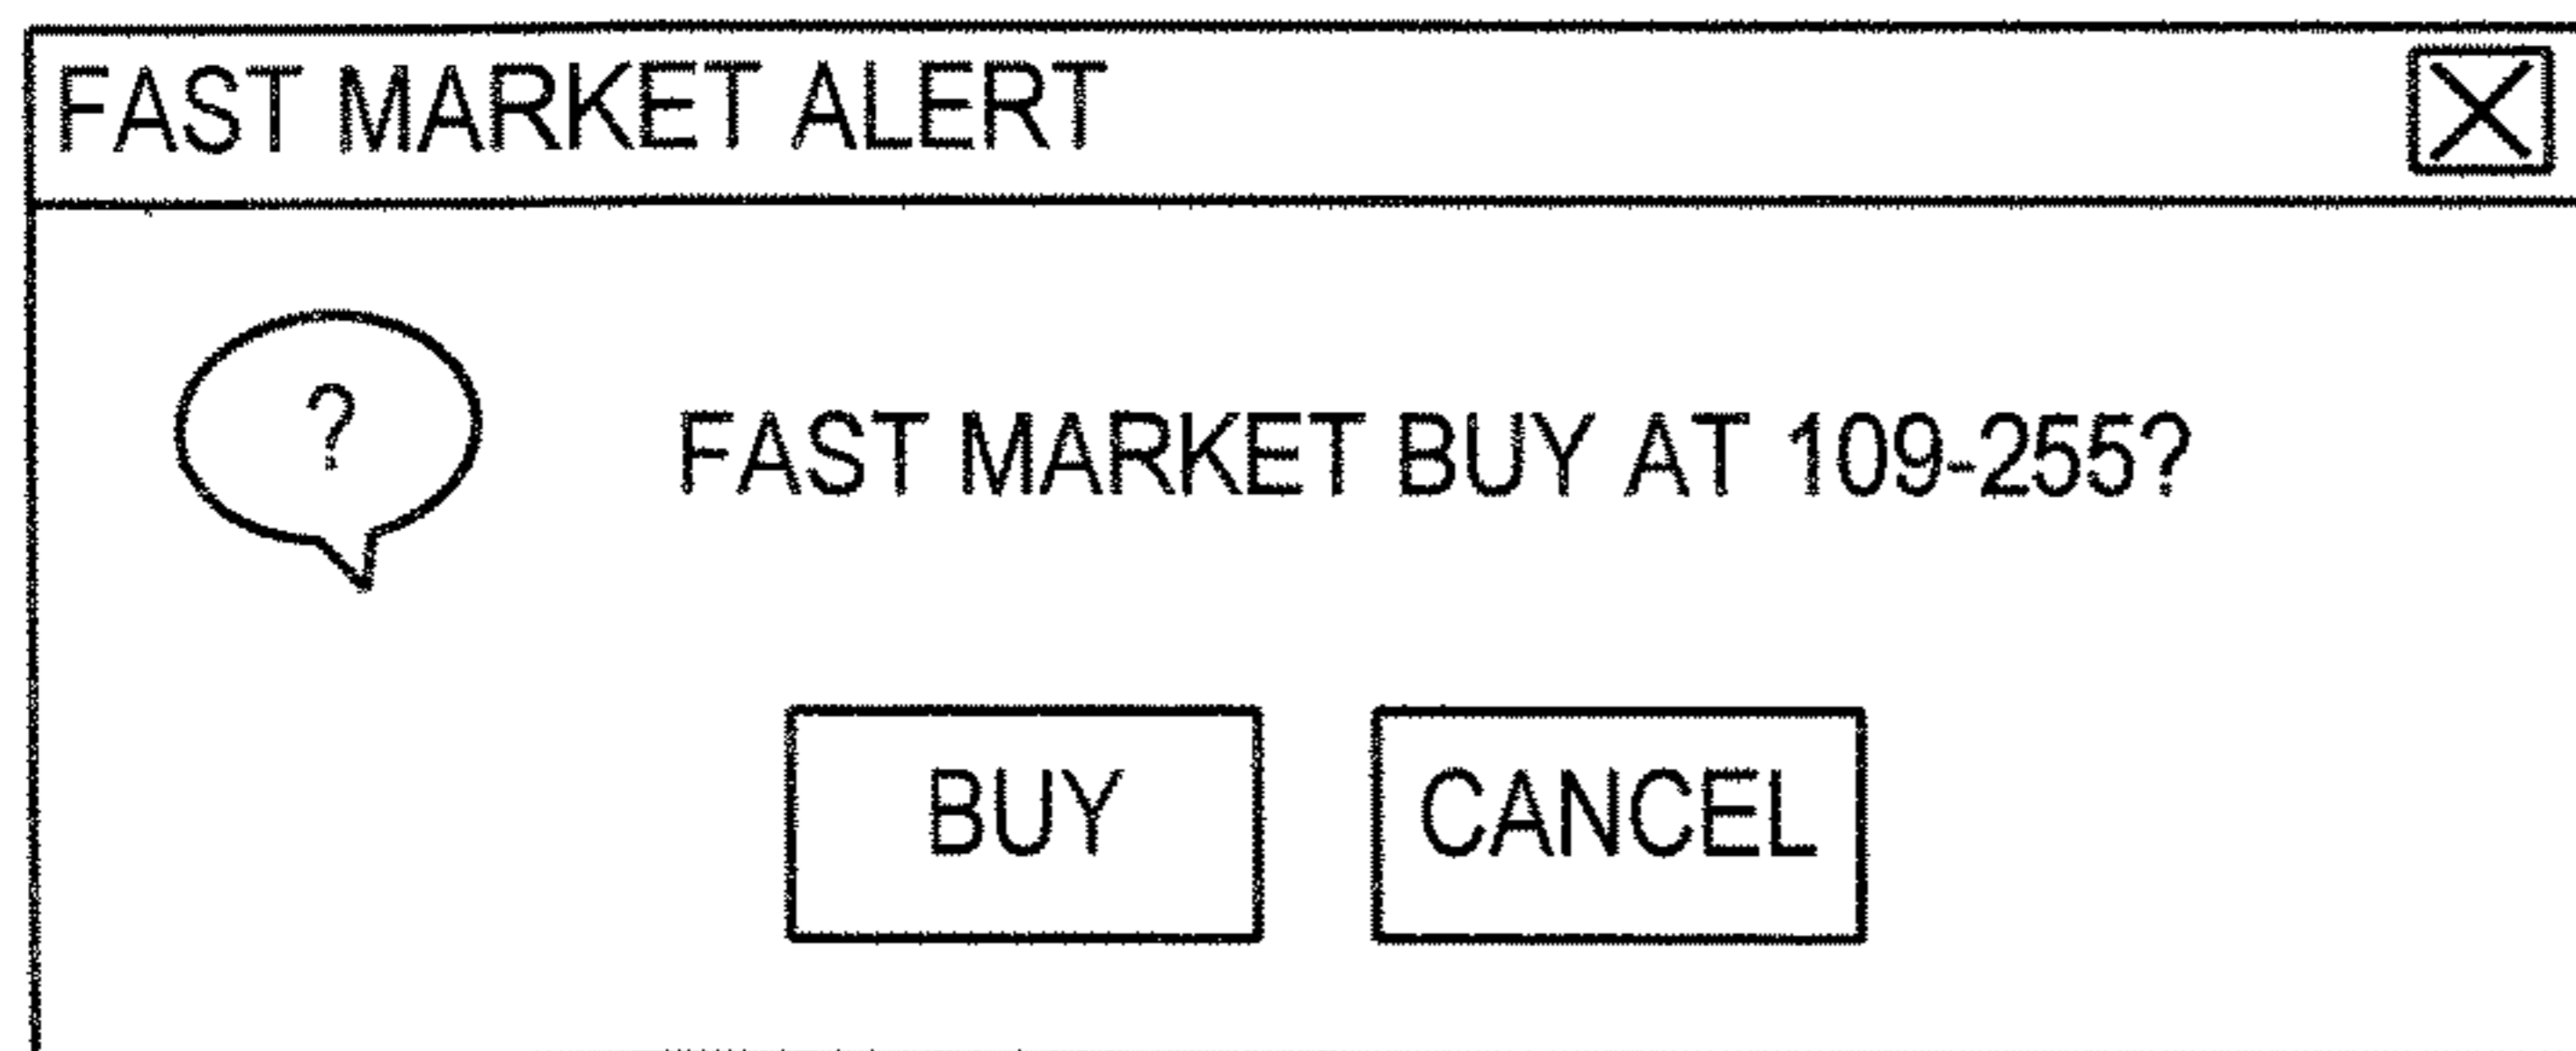 FAST MARKET ALERT
?
FAST MARKET BUY AT 109-255?
BUY
CANCEL